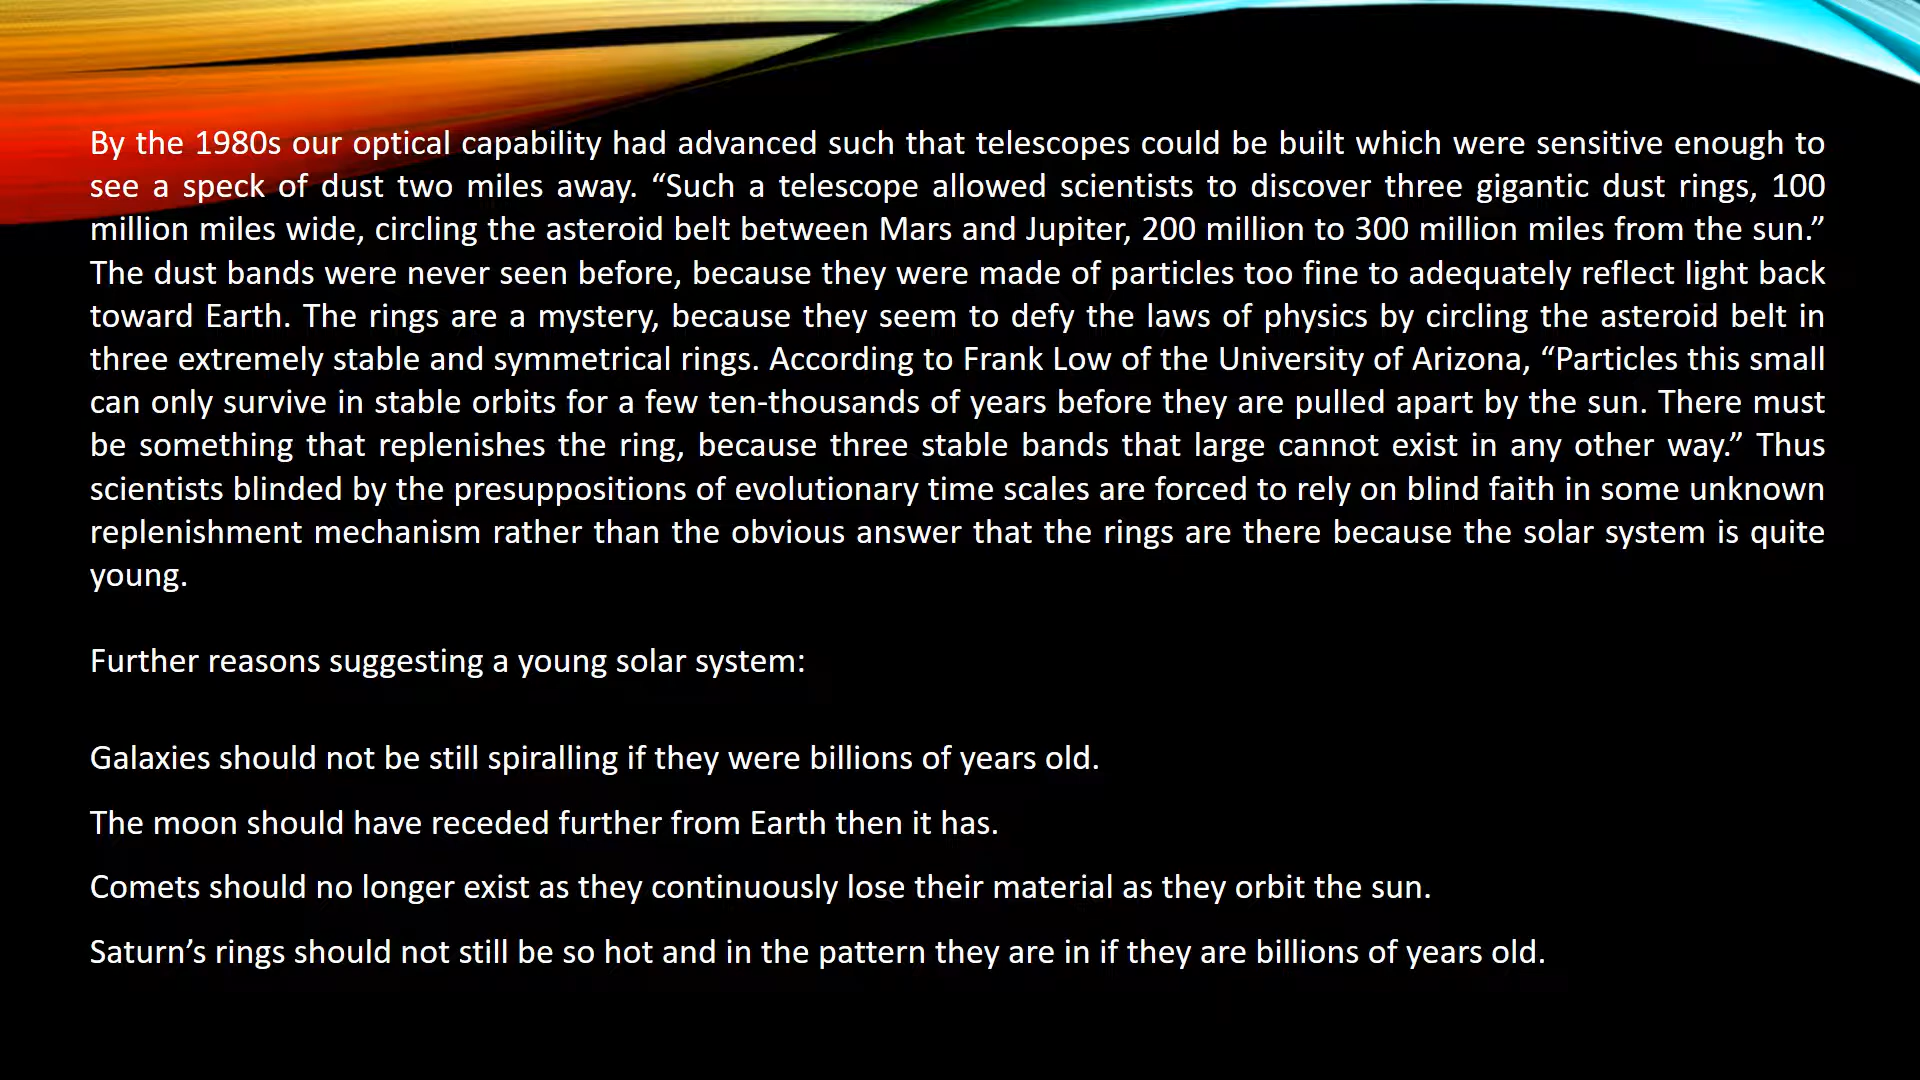 By the 1980s our optical capability had advanced such that telescopes could be built which were sensitive enough to
see a speck of dust two miles away. “Such a telescope allowed scientists to discover three gigantic dust rings, 100
million miles wide, circling the asteroid belt between Mars and Jupiter, 200 million to 300 million miles from the sun.”
The dust bands were never seen before, because they were made of particles too fine to adequately reflect light back
toward Earth. The rings are a mystery, because they seem to defy the laws of physics by circling the asteroid belt in
three extremely stable and symmetrical rings. According to Frank Low of the University of Arizona, “Particles this small
can only survive in stable orbits for a few ten-thousands of years before they are pulled apart by the sun. There must
be something that replenishes the ring, because three stable bands that large cannot exist in any other way.” Thus
scientists blinded by the presuppositions of evolutionary time scales are forced to rely on blind faith in some unknown
replenishment mechanism rather than the obvious answer that the rings are there because the solar system is quite
young.
Further reasons suggesting a young solar system:
Galaxies should not be still spiralling if they were billions of years old.
The moon should have receded further from Earth then it has.
Comets should no longer exist as they continuously lose their material as they orbit the sun.
Saturn’s rings should not still be so hot and in the pattern they are in if they are billions of years old.